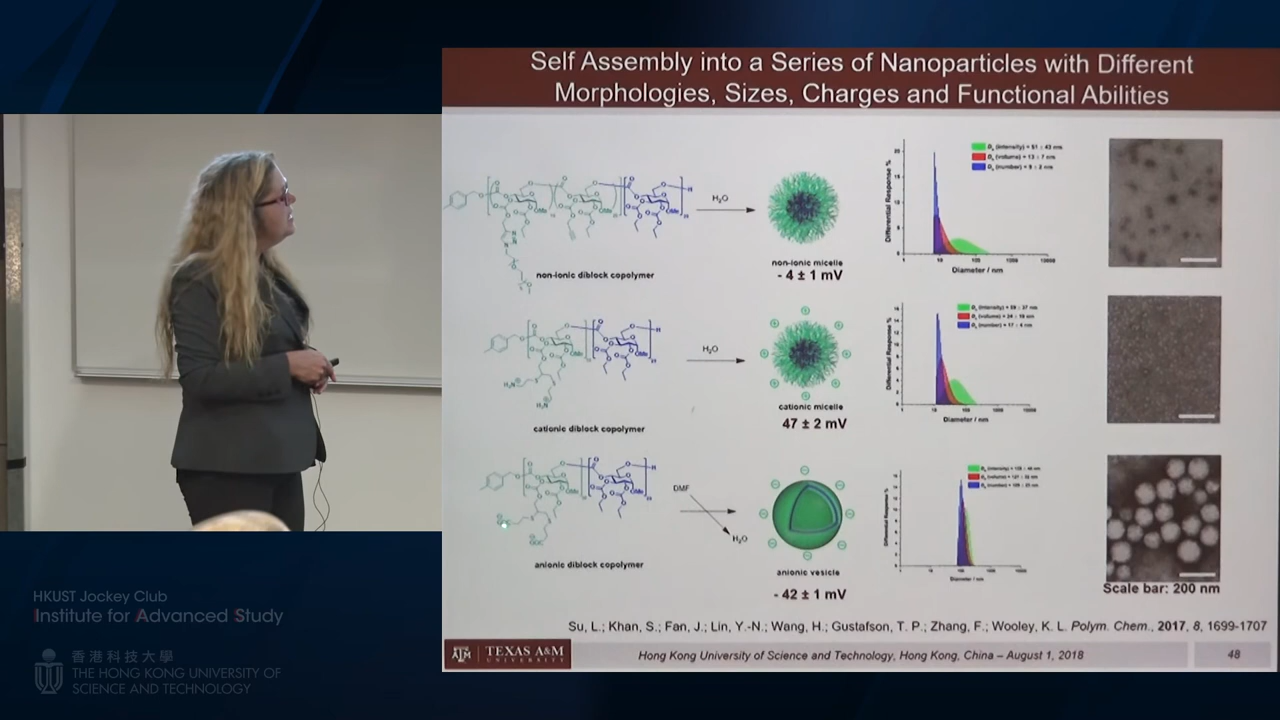 Self Assembly into a Series of Nanoparticles with Different
Morphologies, Sizes, Charges and Functional Abilities
H₂O
non-ionic diblock copolymer
non-ionic micelle
- 4 ± 1 mV
Differential Response %
Diameter / nm
H₂O
cationic diblock copolymer
cationic micelle
47 ± 2 mV
Differential Response %
Diameter / nm
DMF
H₂O
anionic diblock copolymer
anionic vesicle
- 42 ± 1 mV
Differential Response %
Diameter / nm
Scale bar: 200 nm
Su, L.; Khan, S.; Fan, J.; Lin, Y.-N.; Wang, H.; Gustafson, T. P.; Zhang, F.; Wooley, K. L. Polym. Chem., 2017, 8, 1699-1707
TEXAS A&M
UNIVERSITY
Hong Kong University of Science and Technology, Hong Kong, China – August 1, 2018
48
HKUST Jockey Club
Institute for Advanced Study
香港科技大學
THE HONG KONG UNIVERSITY OF
SCIENCE AND TECHNOLOGY